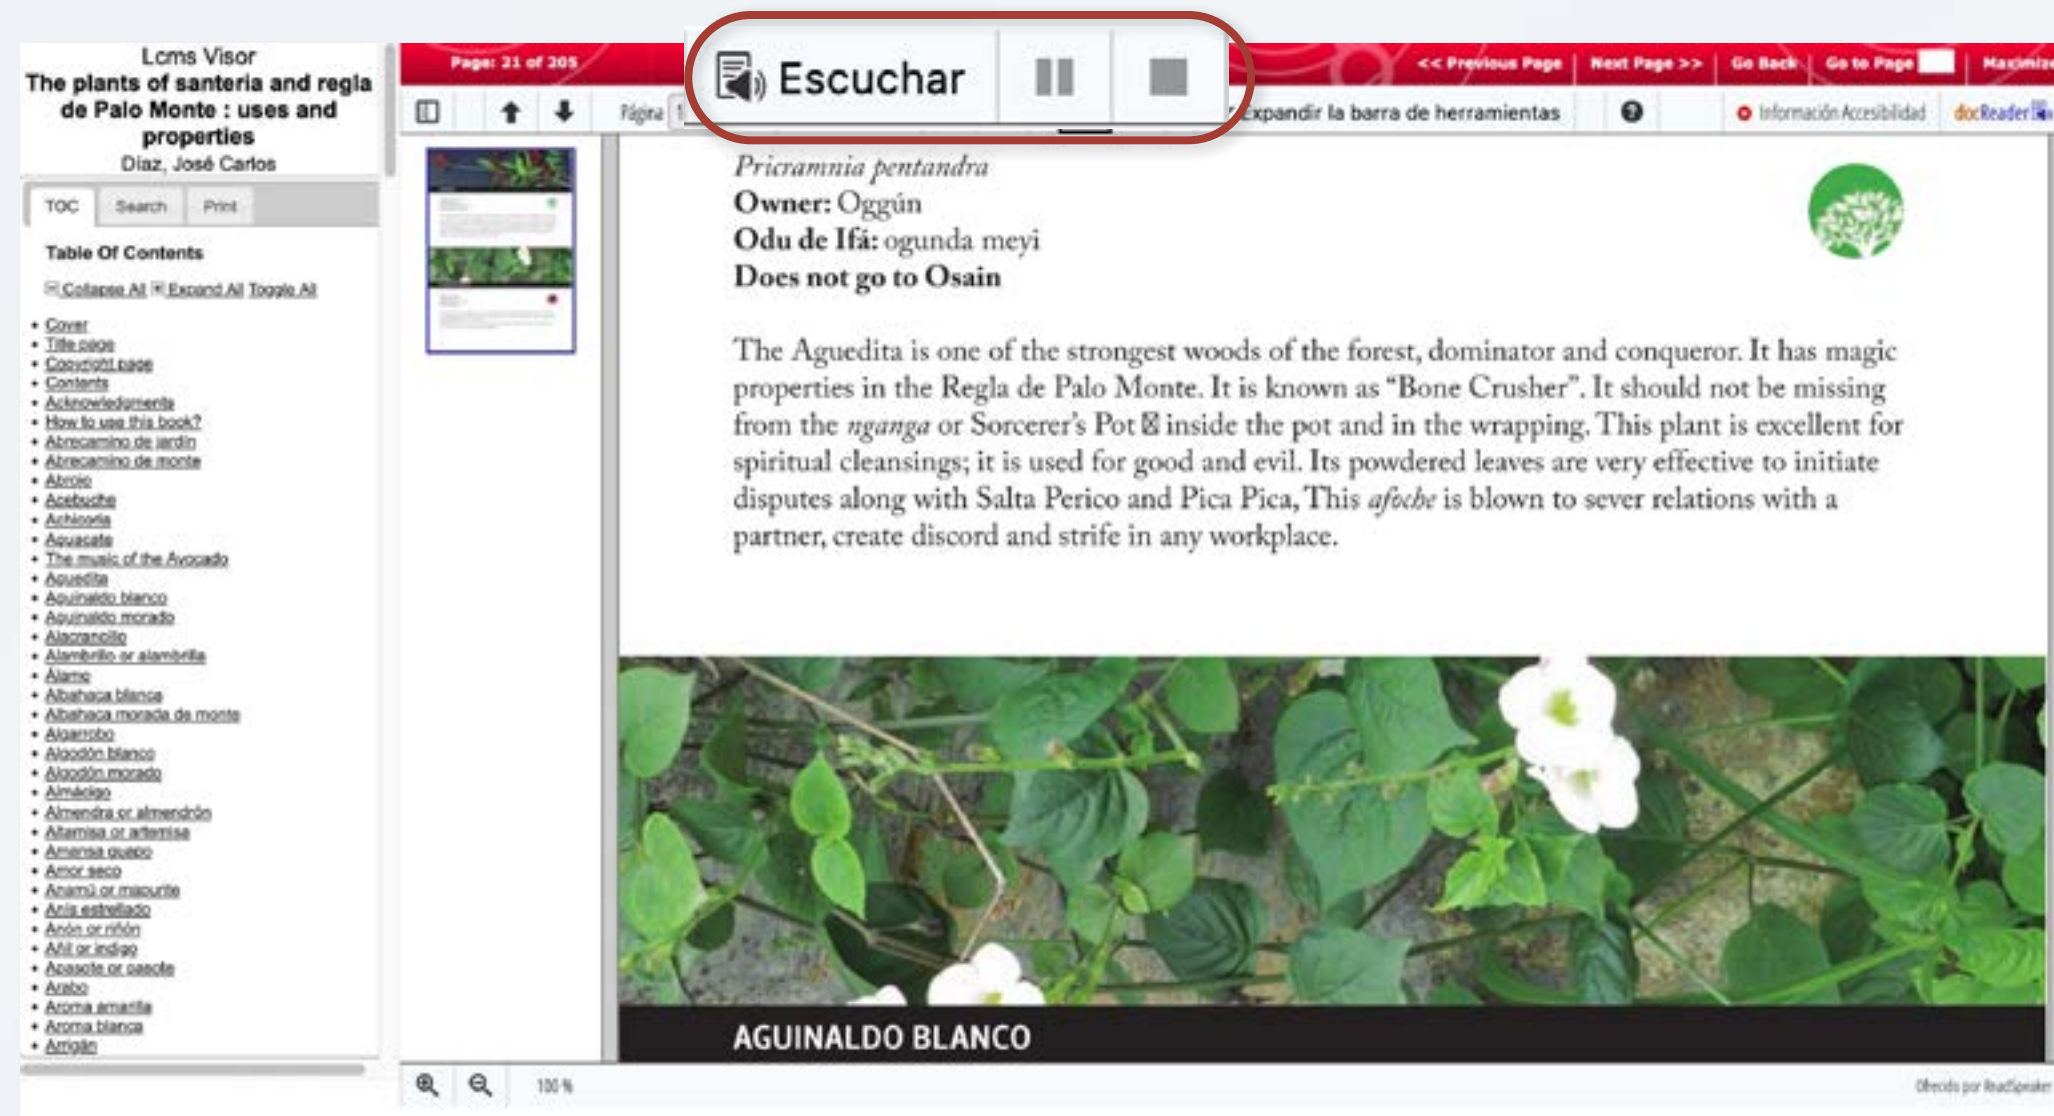 Lcms Visor
The plants of santeria and regla
de Palo Monte : uses and
properties
Díaz, José Carlos
TOC Search Print
Table Of Contents
Collapse All Expand All Toggle All
Cover
Title page
Copyright page
Contents
Acknowledgments
How to use this book?
Abrecamino de jardín
Abrecamino de monte
Abrojo
Acebuche
Achicoria
Aguacate
The music of the Avocado
Aguedita
Aguinaldo blanco
Aguinaldo morado
Alacrancillo
Alambrillo or alambrilla
Álamo
Albahaca blanca
Albahaca morada de monte
Algarrobo
Algodón blanco
Algodón morado
Almácigo
Almendra or almendrón
Altamisa or artemisa
Amansa guapo
Amor seco
Anamú or mapurite
Anís estrellado
Anón or riñón
Añil or indigo
Apasote or pasote
Arabo
Aroma amarilla
Aroma blanca
Arrigán
Page: 21 of 205
<< Previous Page Next Page >> Go Back Go to Page Maximize
Página 1
Escuchar
Expandir la barra de herramientas
Información Accesibilidad
docReader
Pricramnia pentandra
Owner: Oggún
Odu de Ifá: ogunda meyi
Does not go to Osain
The Aguedita is one of the strongest woods of the forest, dominator and conqueror. It has magic
properties in the Regla de Palo Monte. It is known as “Bone Crusher”. It should not be missing
from the nganga or Sorcerer’s Pot inside the pot and in the wrapping. This plant is excellent for
spiritual cleansings; it is used for good and evil. Its powdered leaves are very effective to initiate
disputes along with Salta Perico and Pica Pica, This afoche is blown to sever relations with a
partner, create discord and strife in any workplace.
AGUINALDO BLANCO
100 %
Ofrecido por ReadSpeaker